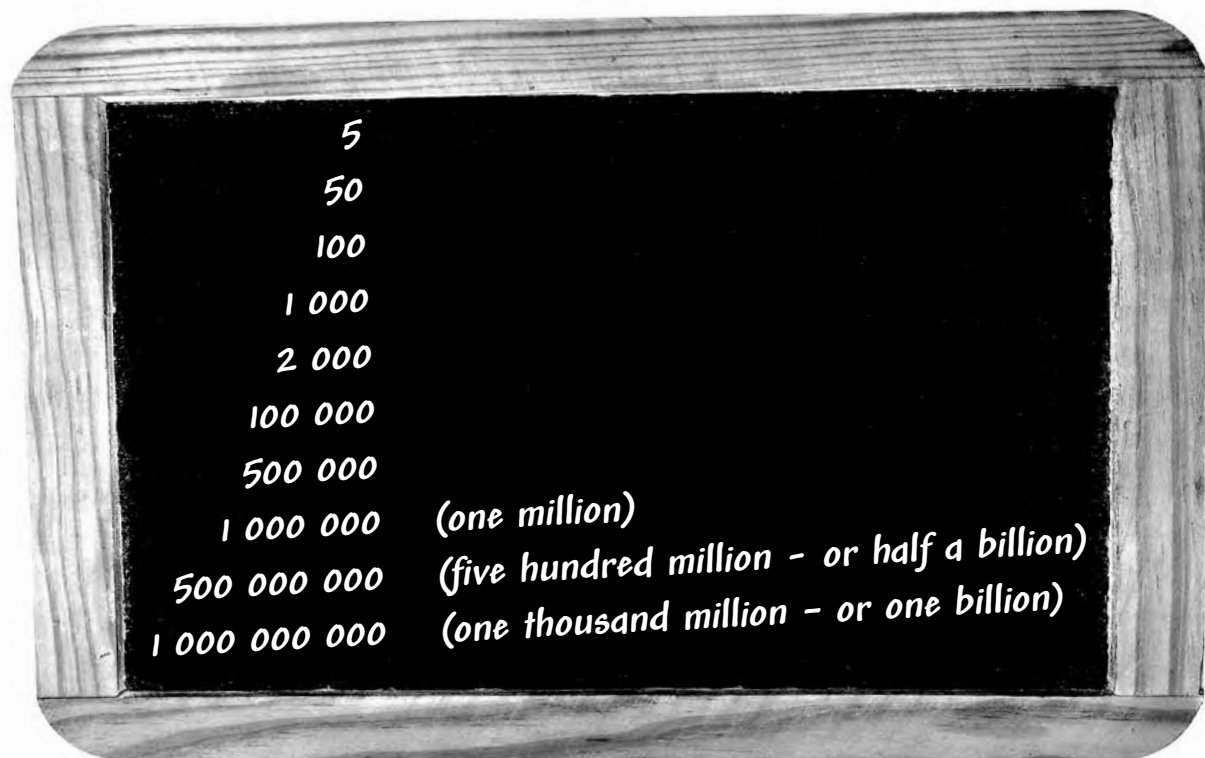 5
50
100
1 000
2 000
100 000
500 000
1 000 000 (one million)
500 000 000 (five hundred million – or half a billion)
1 000 000 000 (one thousand million – or one billion)